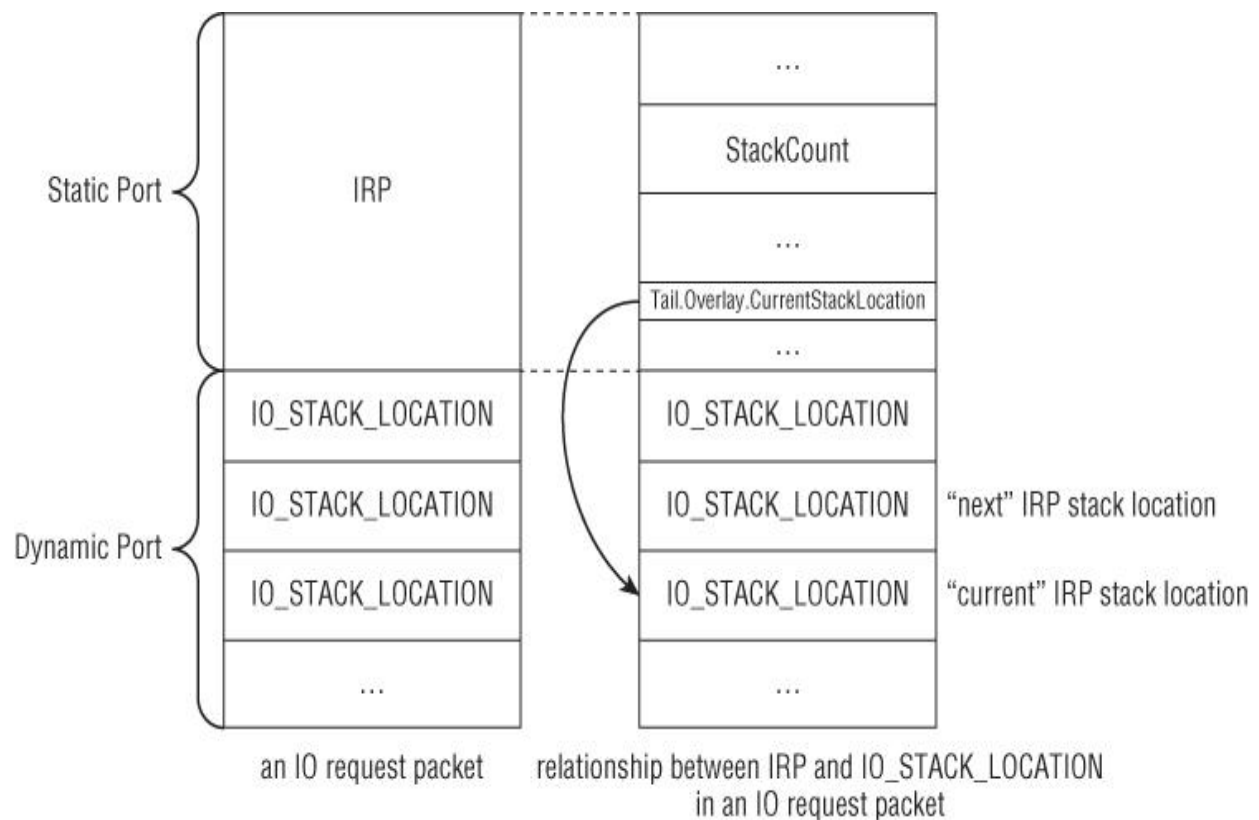 Static Port
Dynamic Port
IRP
IO_STACK_LOCATION
IO_STACK_LOCATION
IO_STACK_LOCATION
...
an IO request packet
...
StackCount
...
Tail.Overlay.CurrentStackLocation
...
IO_STACK_LOCATION
IO_STACK_LOCATION
IO_STACK_LOCATION
...
"next" IRP stack location
"current" IRP stack location
relationship between IRP and IO_STACK_LOCATION
in an IO request packet